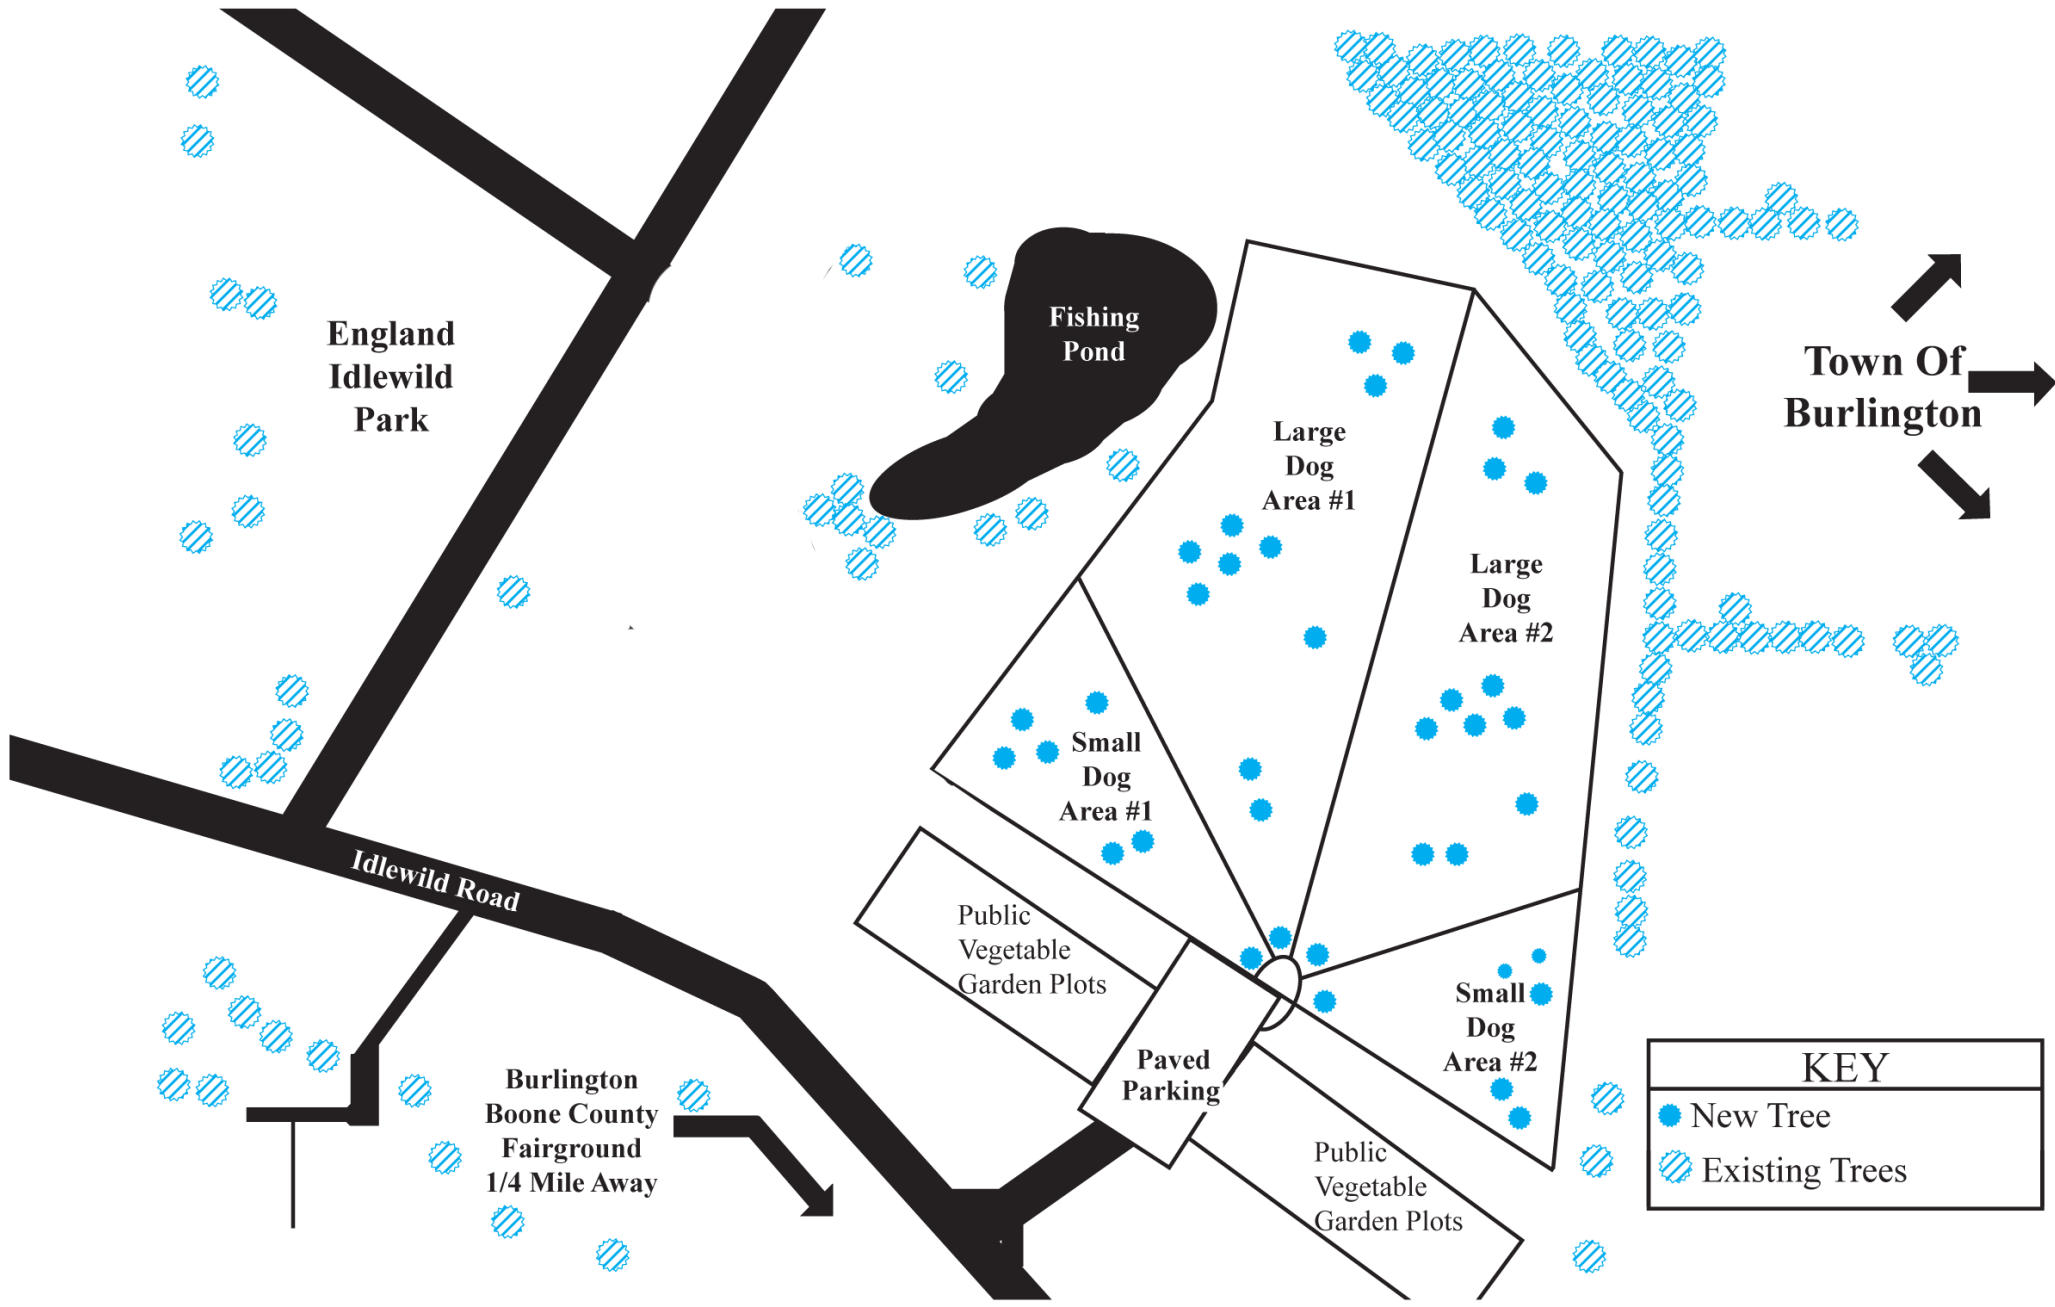 England
Idlewild
Park
Fishing
Pond
Large
Dog
Area #1
Large
Dog
Area #2
Town Of
Burlington
Small
Dog
Area #1
Idlewild Road
Public
Vegetable
Garden Plots
Small
Dog
Area #2
Paved
Parking
Burlington
Boone County
Fairground
1/4 Mile Away
Public
Vegetable
Garden Plots
KEY
New Tree
Existing Trees